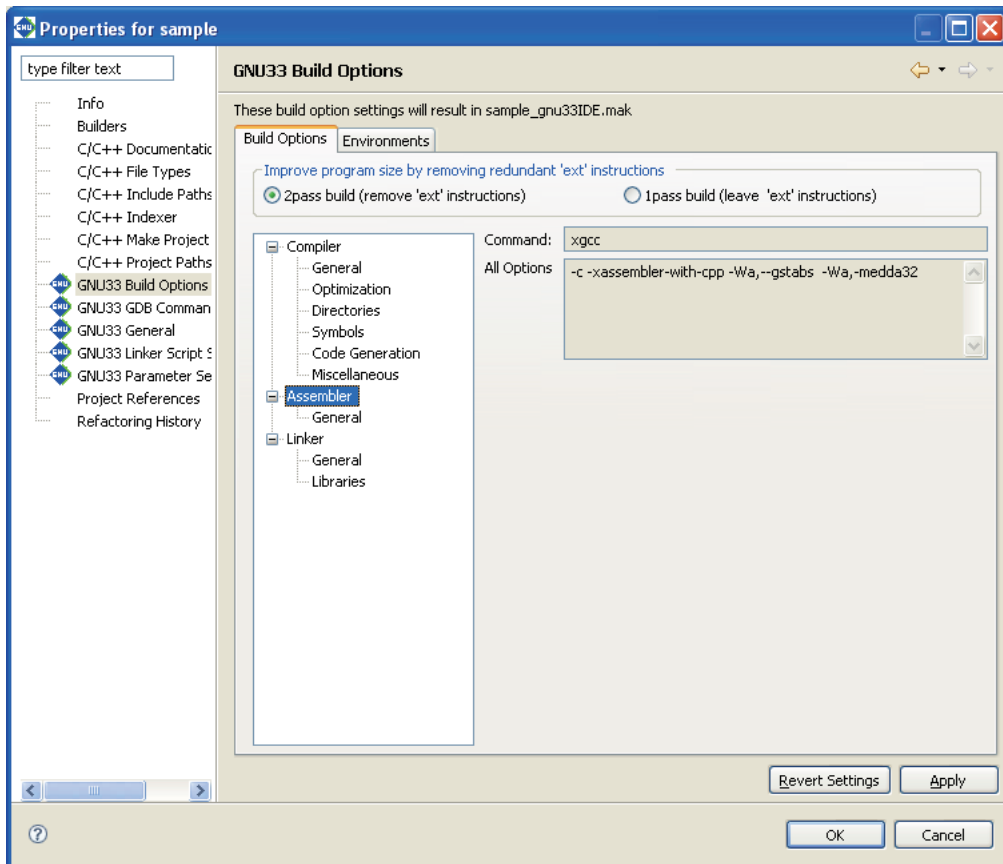 Properties for sample
type filter text
Info
Builders
C/C++ Documentatic
C/C++ File Types
C/C++ Include Paths
C/C++ Indexer
C/C++ Make Project
C/C++ Project Paths
GNU GNU33 Build Options
GNU GNU33 GDB Comman
GNU GNU33 General
GNU GNU33 Linker Script S
GNU GNU33 Parameter Se
Project References
Refactoring History
GNU33 Build Options
These build option settings will result in sample_gnu33IDE.mak
Build Options Environments
Improve program size by removing redundant 'ext' instructions
2pass build (remove 'ext' instructions) 1pass build (leave 'ext' instructions)
Compiler
General
Optimization
Directories
Symbols
Code Generation
Miscellaneous
Assembler
General
Linker
General
Libraries
Command: xgcc
All Options -c -xassembler-with-cpp -Wa,--gstabs -Wa,-medda32
Revert Settings Apply
? OK Cancel